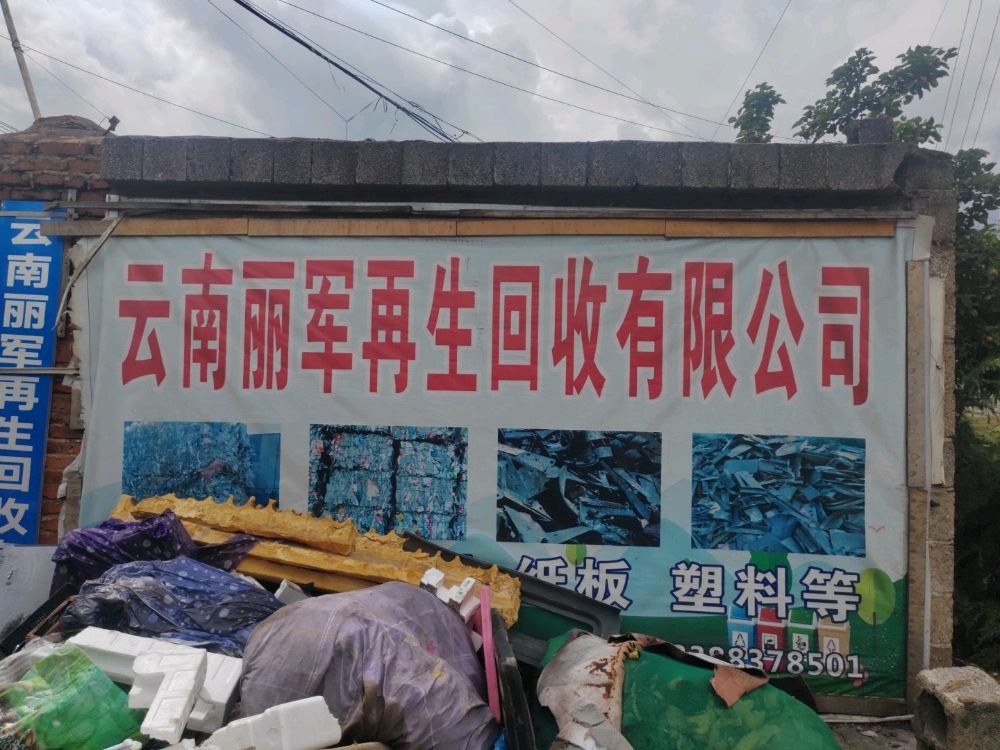 云南丽军再生回收有限公司
纸板 塑料等
8378501
云南丽军再生回收